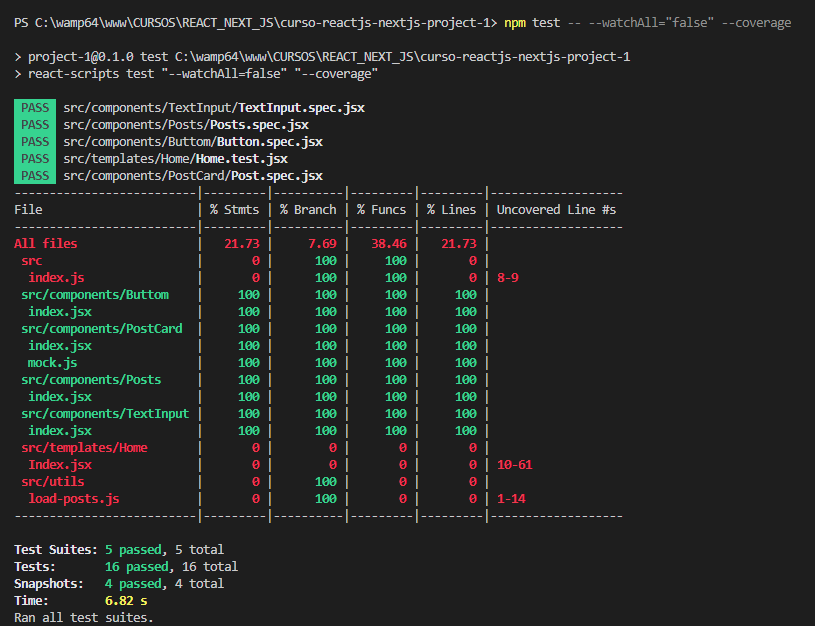 PS C:\wamp64\www\CURSOS\REACT_NEXT_JS\curso-reactjs-nextjs-project-1> npm test -- --watchAll="false" --coverage
> project-1@0.1.0 test C:\wamp64\www\CURSOS\REACT_NEXT_JS\curso-reactjs-nextjs-project-1
> react-scripts test "--watchAll=false" "--coverage"
PASS src/components/TextInput/TextInput.spec.jsx
PASS src/components/Posts/Posts.spec.jsx
PASS src/components/Buttom/Button.spec.jsx
PASS src/templates/Home/Home.test.jsx
PASS src/components/PostCard/Post.spec.jsx
--------------------------|---------|----------|---------|---------|-------------------
File | % Stmts | % Branch | % Funcs | % Lines | Uncovered Line #s
--------------------------|---------|----------|---------|---------|-------------------
All files | 21.73 | 7.69 | 38.46 | 21.73 |
src | 0 | 100 | 100 | 0 |
index.js | 0 | 100 | 100 | 0 | 8-9
src/components/Buttom | 100 | 100 | 100 | 100 |
index.jsx | 100 | 100 | 100 | 100 |
src/components/PostCard | 100 | 100 | 100 | 100 |
index.jsx | 100 | 100 | 100 | 100 |
mock.js | 100 | 100 | 100 | 100 |
src/components/Posts | 100 | 100 | 100 | 100 |
index.jsx | 100 | 100 | 100 | 100 |
src/components/TextInput | 100 | 100 | 100 | 100 |
index.jsx | 100 | 100 | 100 | 100 |
src/templates/Home | 0 | 0 | 0 | 0 |
Index.jsx | 0 | 0 | 0 | 0 | 10-61
src/utils | 0 | 100 | 0 | 0 |
load-posts.js | 0 | 100 | 0 | 0 | 1-14
--------------------------|---------|----------|---------|---------|-------------------
Test Suites: 5 passed, 5 total
Tests: 16 passed, 16 total
Snapshots: 4 passed, 4 total
Time: 6.82 s
Ran all test suites.